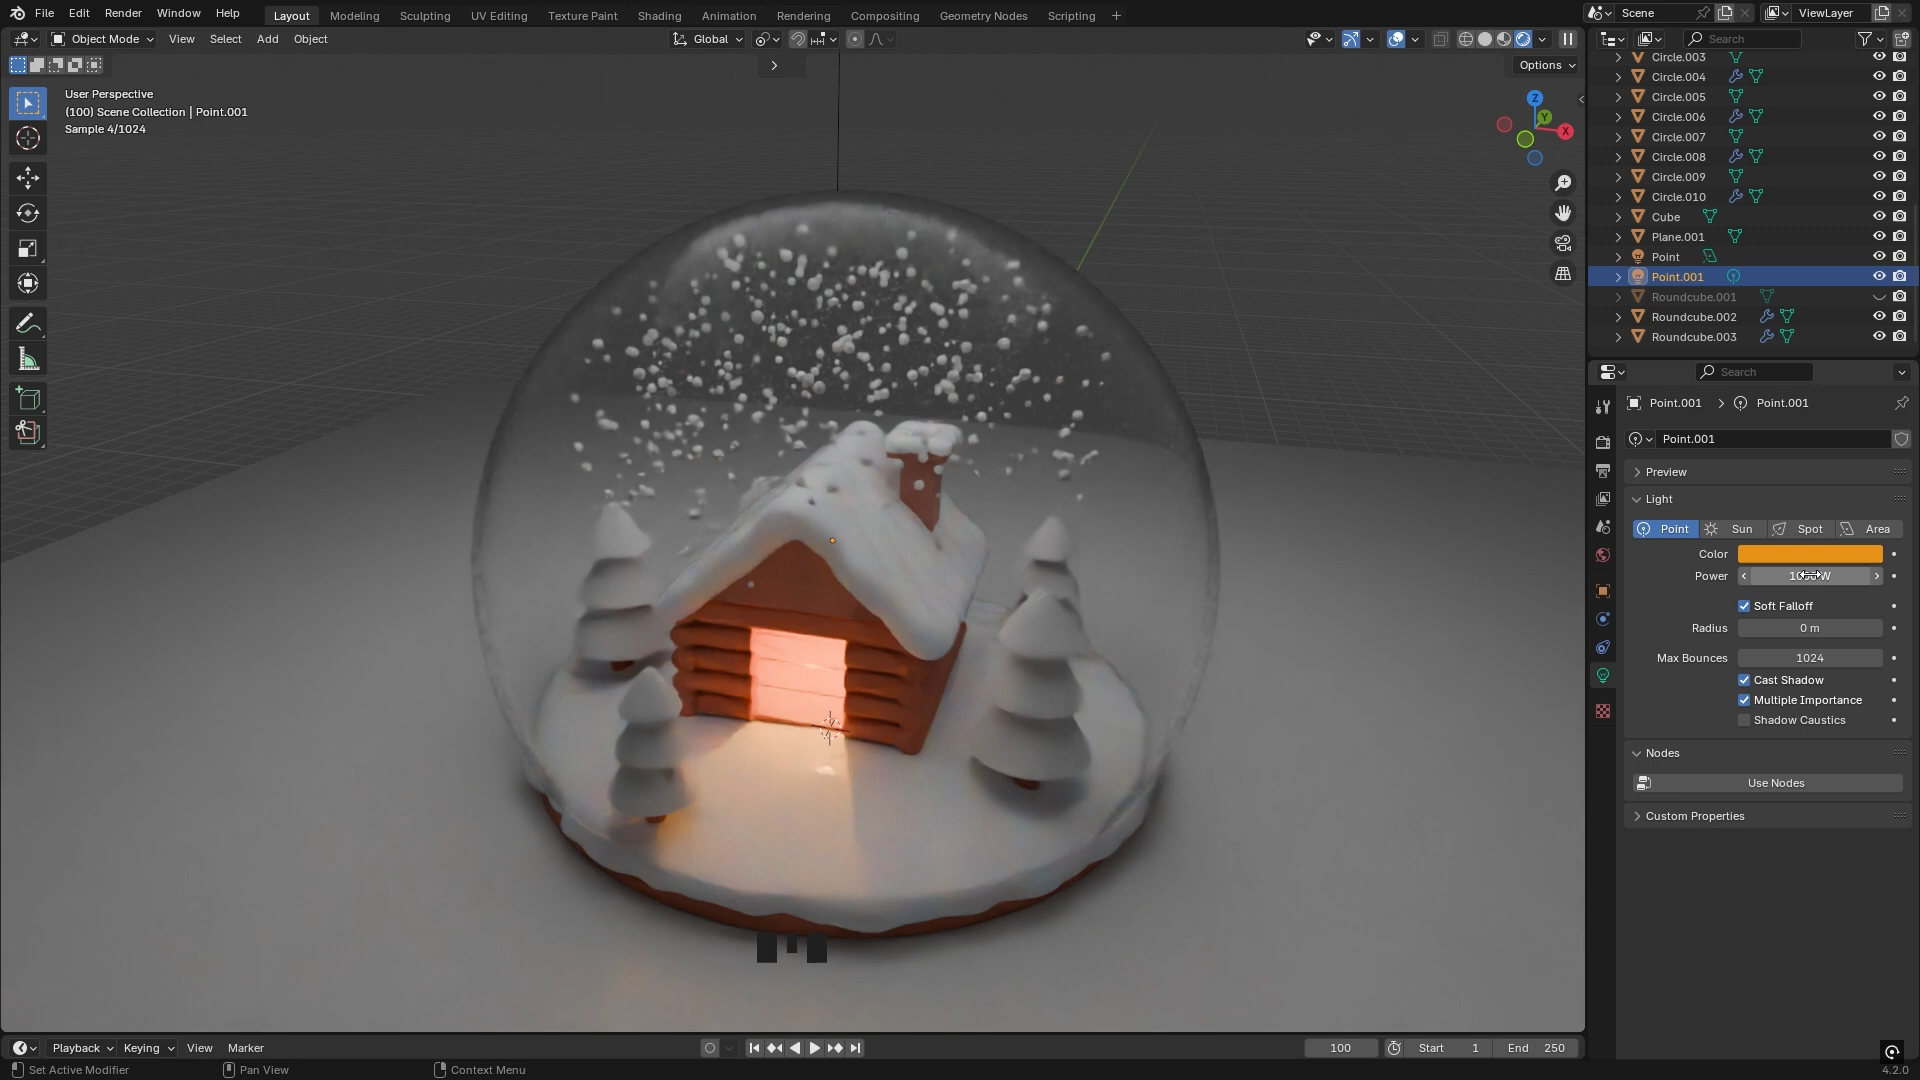 File Edit Render Window Help Layout Modeling Sculpting UV Editing Texture Paint Shading Animation Rendering Compositing Geometry Nodes Scripting + Scene ViewLayer
Object Mode View Select Add Object Global Search
Options
User Perspective
(100) Scene Collection | Point.001
Sample 4/1024
Z
Y
X
Circle.003
Circle.004
Circle.005
Circle.006
Circle.007
Circle.008
Circle.009
Circle.010
Cube
Plane.001
Point
Point.001
Roundcube.001
Roundcube.002
Roundcube.003
Search
Point.001 > Point.001
Point.001
Preview
Light
Point Sun Spot Area
Color
Power
Soft Falloff
Radius 0 m
Max Bounces 1024
Cast Shadow
Multiple Importance
Shadow Caustics
Nodes
Use Nodes
Custom Properties
Playback Keying View Marker 100 Start 1 End 250
Set Active Modifier Pan View Context Menu 4.2.0